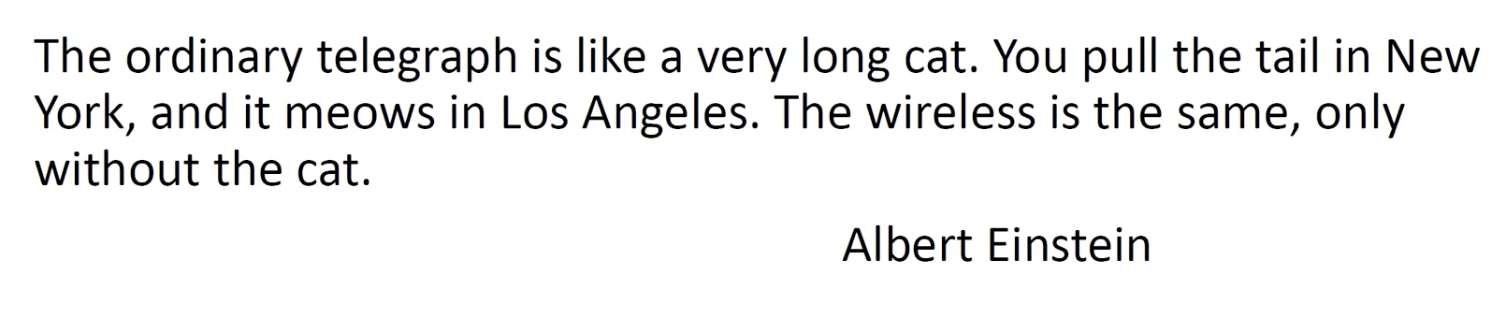 The ordinary telegraph is like a very long cat. You pull the tail in New
York, and it meows in Los Angeles. The wireless is the same, only
without the cat.
Albert Einstein